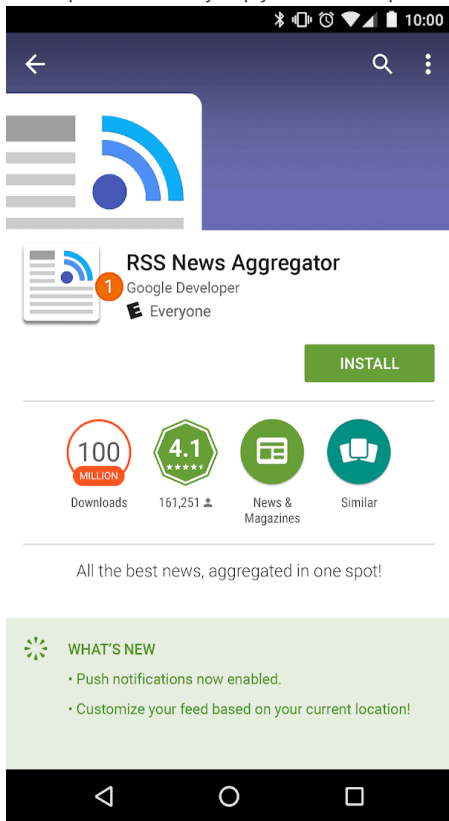 10:00
RSS News Aggregator
1
Google Developer
E Everyone
INSTALL
100
MILLION
Downloads
4.1
161,251
News &
Magazines
Similar
All the best news, aggregated in one spot!
WHAT'S NEW
• Push notifications now enabled.
• Customize your feed based on your current location!